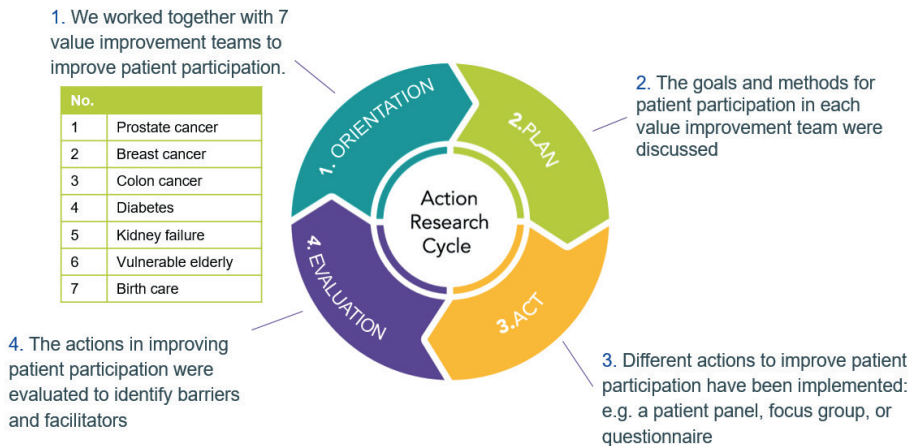 1. We worked together with 7
value improvement teams to
improve patient participation.
No.
1 Prostate cancer
2 Breast cancer
3 Colon cancer
4 Diabetes
5 Kidney failure
6 Vulnerable elderly
7 Birth care
1. ORIENTATION
2.PLAN
3.ACT
4. EVALUATION
Action
Research
Cycle
2. The goals and methods for
patient participation in each
value improvement team were
discussed
3. Different actions to improve patient
participation have been implemented:
e.g. a patient panel, focus group, or
questionnaire
4. The actions in improving
patient participation were
evaluated to identify barriers
and facilitators